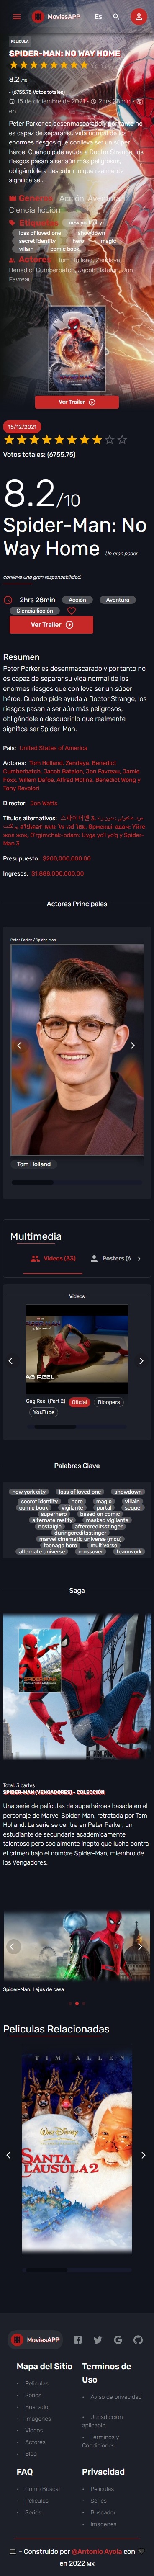 MoviesAPP
Es
PELICULA
SPIDER-MAN: NO WAY HOME
8.2 /10
• (6755.75 Votos totales)
15 de diciembre de 2021 • 2hrs 28min •
en
Peter Parker es desenmascarado y por tanto no
es capaz de separar su vida normal de los
enormes riesgos que conlleva ser un súper
héroe. Cuando pide ayuda a Doctor Strange, los
riesgos pasan a ser aún más peligrosos,
obligándole a descubrir lo que realmente
significa se...
Acción, Aventura,
Ciencia ficción
new york city
loss of loved one
showdown
secret identity
hero
magic
villain
comic book
Actores: Tom Holland, Zendaya,
Benedict Cumberbatch, Jacob Batalon, Jon
Favreau
Ver Trailer
15/12/2021
Votos totales: (6755.75)
8.2/10
Spider-Man: No
Way Home Un gran poder
conlleva una gran responsabilidad.
2hrs 28min
Acción
Aventura
Ciencia ficción
Ver Trailer
Resumen
Peter Parker es desenmascarado y por tanto no
es capaz de separar su vida normal de los
enormes riesgos que conlleva ser un súper
héroe. Cuando pide ayuda a Doctor Strange, los
riesgos pasan a ser aún más peligrosos,
obligándole a descubrir lo que realmente
significa ser un súper héroe.
País: United States of America
Actores: Tom Holland, Zendaya, Benedict
Cumberbatch, Jacob Batalon, Jon Favreau, Jamie
Foxx, Willem Dafoe, Alfred Molina, Benedict Wong y
Tony Revolori
Director: Jon Watts
Titulos alternativos: 스파이더맨 3,
O'rgimchak-odam: Uyga yo'l yo'q y Spider-
Man 3
Presupuesto: $200,000,000.00
Ingresos: $1,888,000,000.00
Actores Principales
Peter Parker / Spider-Man
Tom Holland
Multimedia
Videos (33)
Posters (6
Videos
AG REEL
Gag Reel (Part 2)
Oficial
Bloopers
YouTube
Palabras Clave
new york city
loss of loved one
showdown
secret identity
hero
magic
villain
comic book
vigilante
portal
sequel
superhero
based on comic
alternate reality
masked vigilante
nostalgic
aftercreditsstinger
duringcreditsstinger
marvel cinematic universe (mcu)
teenage hero
multiverse
alternate universe
crossover
teamwork
Saga
Total: 3 partes
SPIDER-MAN (VENGADORES) - COLECCIÓN
Una serie de películas de superhéroes basada en el
personaje de Marvel Spider-Man, retratada por Tom
Holland. La serie se centra en Peter Parker, un
estudiante de secundaria académicamente
talentoso pero socialmente inepto que lucha contra
el crimen bajo el nombre Spider-Man, miembro de
los Vengadores.
Spider-Man: Lejos de casa
Peliculas Relacionadas
TIM ALLEN
SANTA
CLAUSULA 2
MoviesAPP
Mapa del Sitio
Peliculas
Series
Buscador
Imagenes
Videos
Actores
Blog
Terminos de
Uso
Aviso de privacidad
Jurisdicción
aplicable.
Terminos y
Condiciones
FAQ
Como Buscar
Peliculas
Series
Privacidad
Peliculas
Series
Buscador
Imagenes
- Construido por @Antonio Ayola con
en 2022 MX